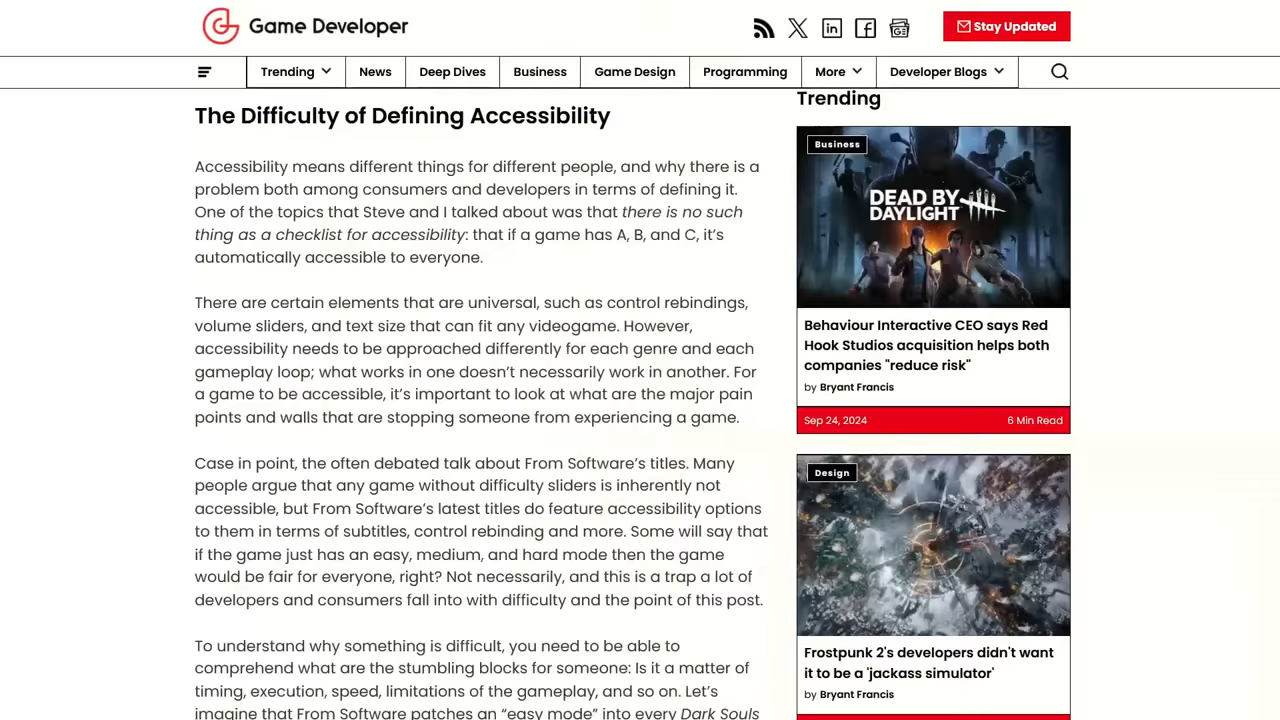 Game Developer
Stay Updated
Trending
News
Deep Dives
Business
Game Design
Programming
More
Developer Blogs
The Difficulty of Defining Accessibility
Accessibility means different things for different people, and why there is a
problem both among consumers and developers in terms of defining it.
One of the topics that Steve and I talked about was that there is no such
thing as a checklist for accessibility: that if a game has A, B, and C, it’s
automatically accessible to everyone.
There are certain elements that are universal, such as control rebindings,
volume sliders, and text size that can fit any videogame. However,
accessibility needs to be approached differently for each genre and each
gameplay loop; what works in one doesn’t necessarily work in another. For
a game to be accessible, it’s important to look at what are the major pain
points and walls that are stopping someone from experiencing a game.
Case in point, the often debated talk about From Software’s titles. Many
people argue that any game without difficulty sliders is inherently not
accessible, but From Software’s latest titles do feature accessibility options
to them in terms of subtitles, control rebinding and more. Some will say that
if the game just has an easy, medium, and hard mode then the game
would be fair for everyone, right? Not necessarily, and this is a trap a lot of
developers and consumers fall into with difficulty and the point of this post.
To understand why something is difficult, you need to be able to
comprehend what are the stumbling blocks for someone: Is it a matter of
timing, execution, speed, limitations of the gameplay, and so on. Let’s
imagine that From Software patches an “easy mode” into every Dark Souls
Trending
Business
DEAD BY
DAYLIGHT
Behaviour Interactive CEO says Red
Hook Studios acquisition helps both
companies "reduce risk"
by Bryant Francis
Sep 24, 2024
6 Min Read
Design
Frostpunk 2's developers didn't want
it to be a 'jackass simulator'
by Bryant Francis